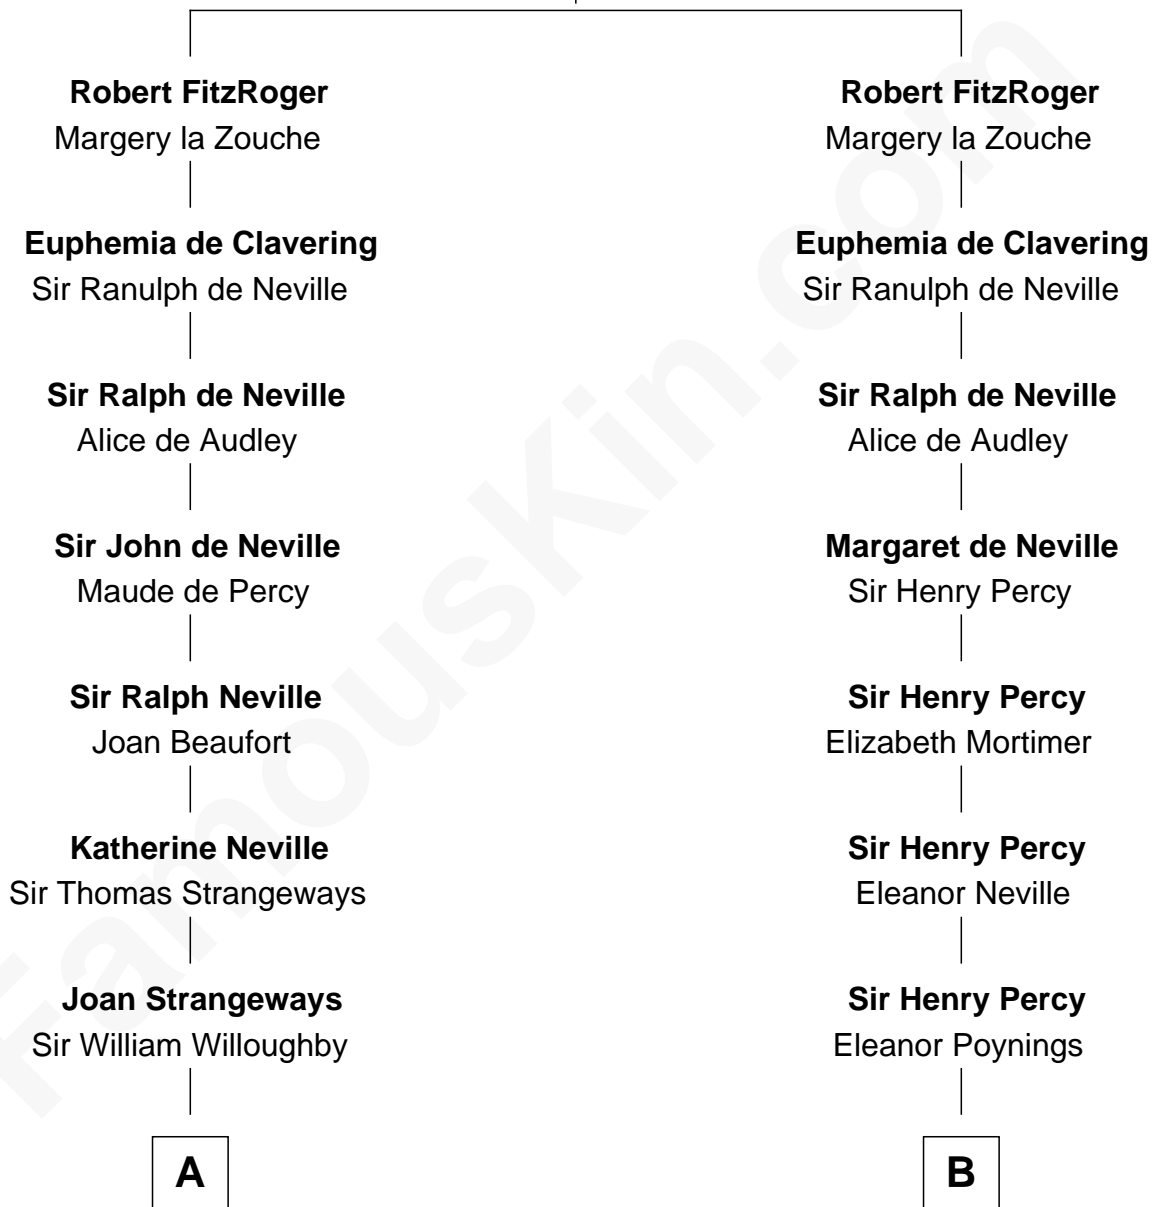 Robert FitzRoger
Margery la Zouche
Euphemia de Clavering
Sir Ranulph de Neville
Sir Ralph de Neville
Alice de Audley
Sir John de Neville
Maude de Percy
Sir Ralph Neville
Joan Beaufort
Katherine Neville
Sir Thomas Strangeways
Joan Strangeways
Sir William Willoughby
A
Robert FitzRoger
Margery la Zouche
Euphemia de Clavering
Sir Ranulph de Neville
Sir Ralph de Neville
Alice de Audley
Margaret de Neville
Sir Henry Percy
Sir Henry Percy
Elizabeth Mortimer
Sir Henry Percy
Eleanor Neville
Sir Henry Percy
Eleanor Poynings
B
FamousKin.com